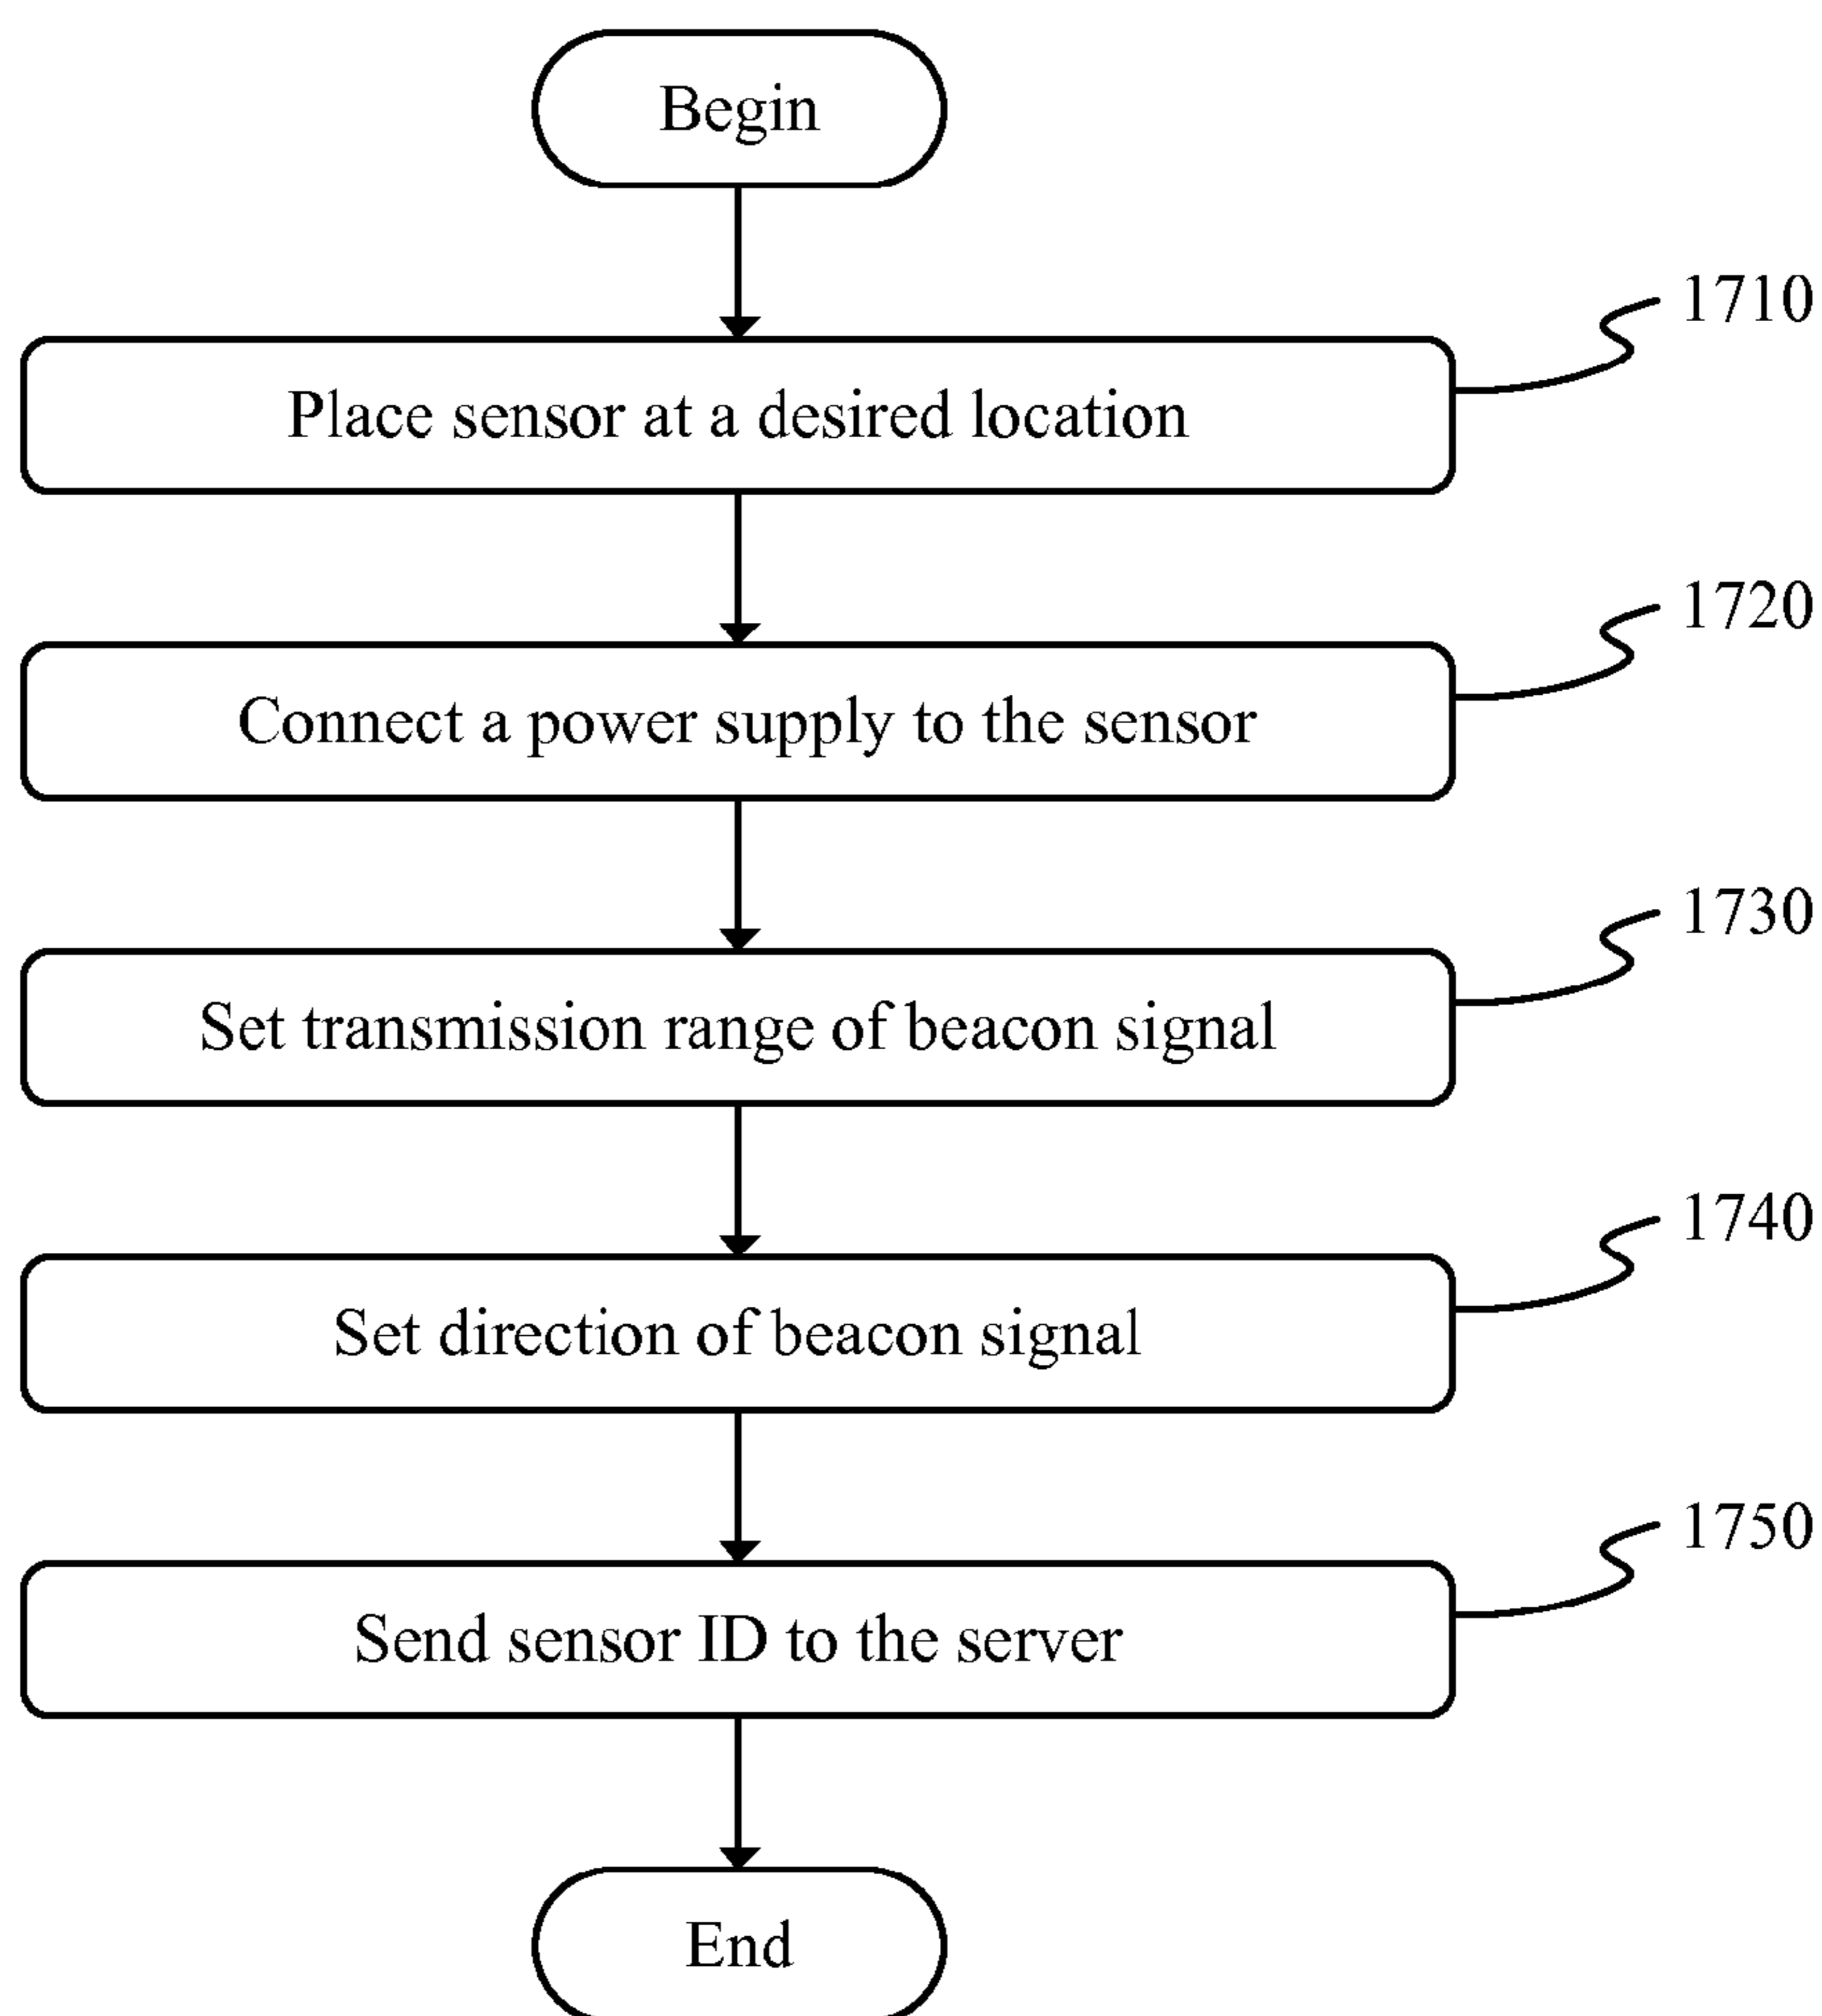 Begin
1710
Place sensor at a desired location
1720
Connect a power supply to the sensor
1730
Set transmission range of beacon signal
1740
Set direction of beacon signal
1750
Send sensor ID to the server
End